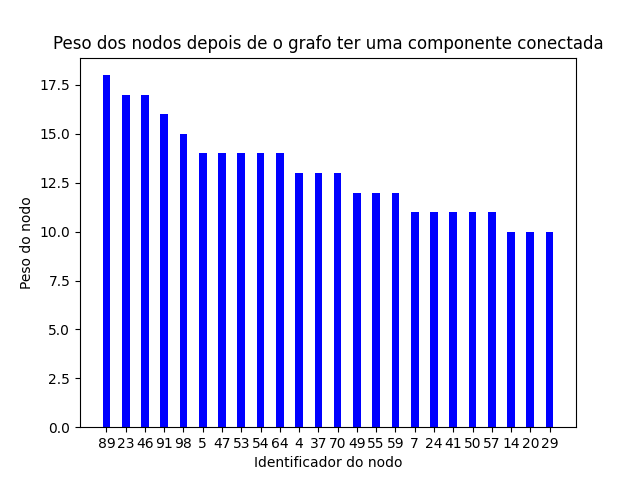 Peso dos nodos depois de o grafo ter uma componente conectada
17.5
15.0
12.5
10.0
7.5
5.0
2.5
0.0
Peso do nodo
89 23 46 91 98 5 47 53 54 64 4 37 70 49 55 59 7 24 41 50 57 14 20 29
Identificador do nodo